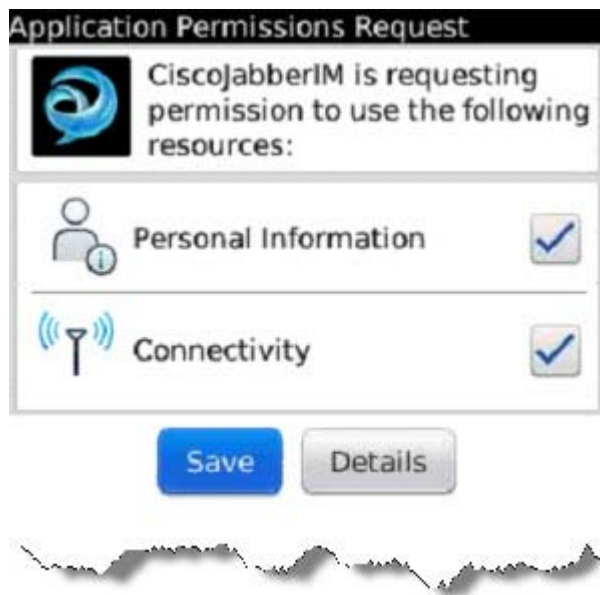 Application Permissions Request
CiscoJabberIM is requesting
permission to use the following
resources:
Personal Information
Connectivity
Save
Details